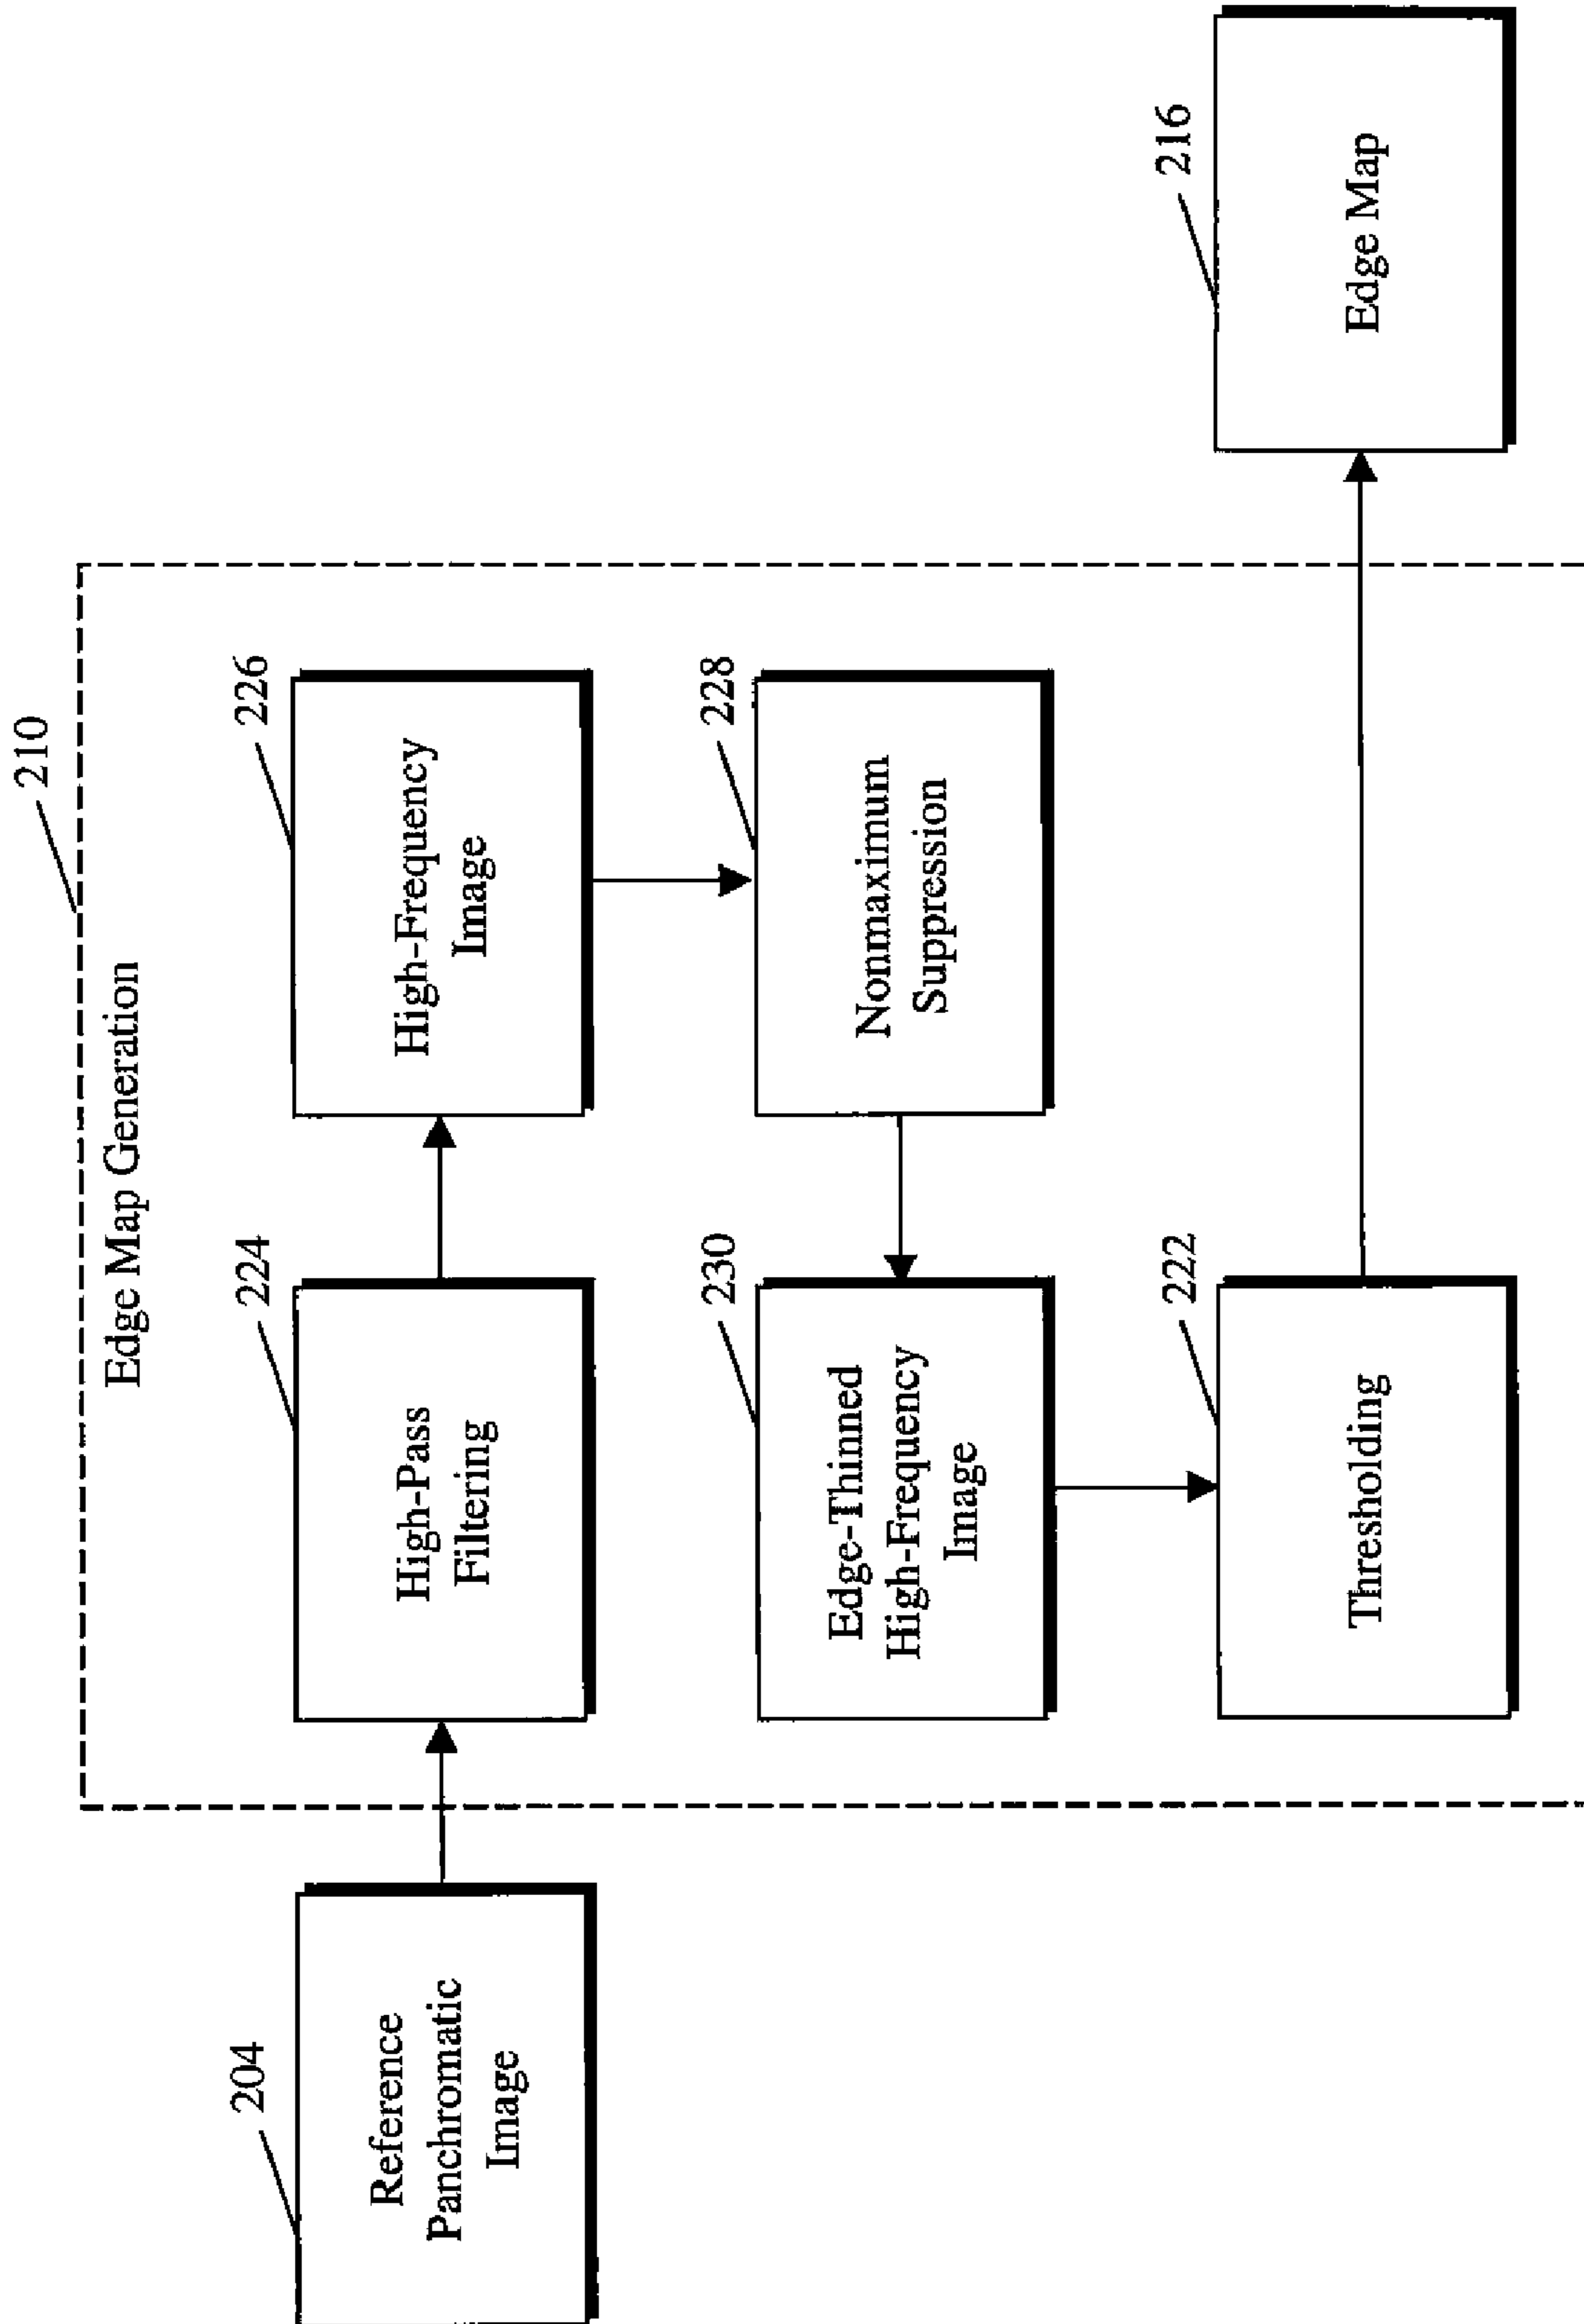 210
Edge Map Generation
204
Reference
Panchromatic
Image
224
High-Pass
Filtering
226
High-Frequency
Image
230
Edge-Thinned
High-Frequency
Image
228
Nonmaximum
Suppression
222
Thresholding
216
Edge Map